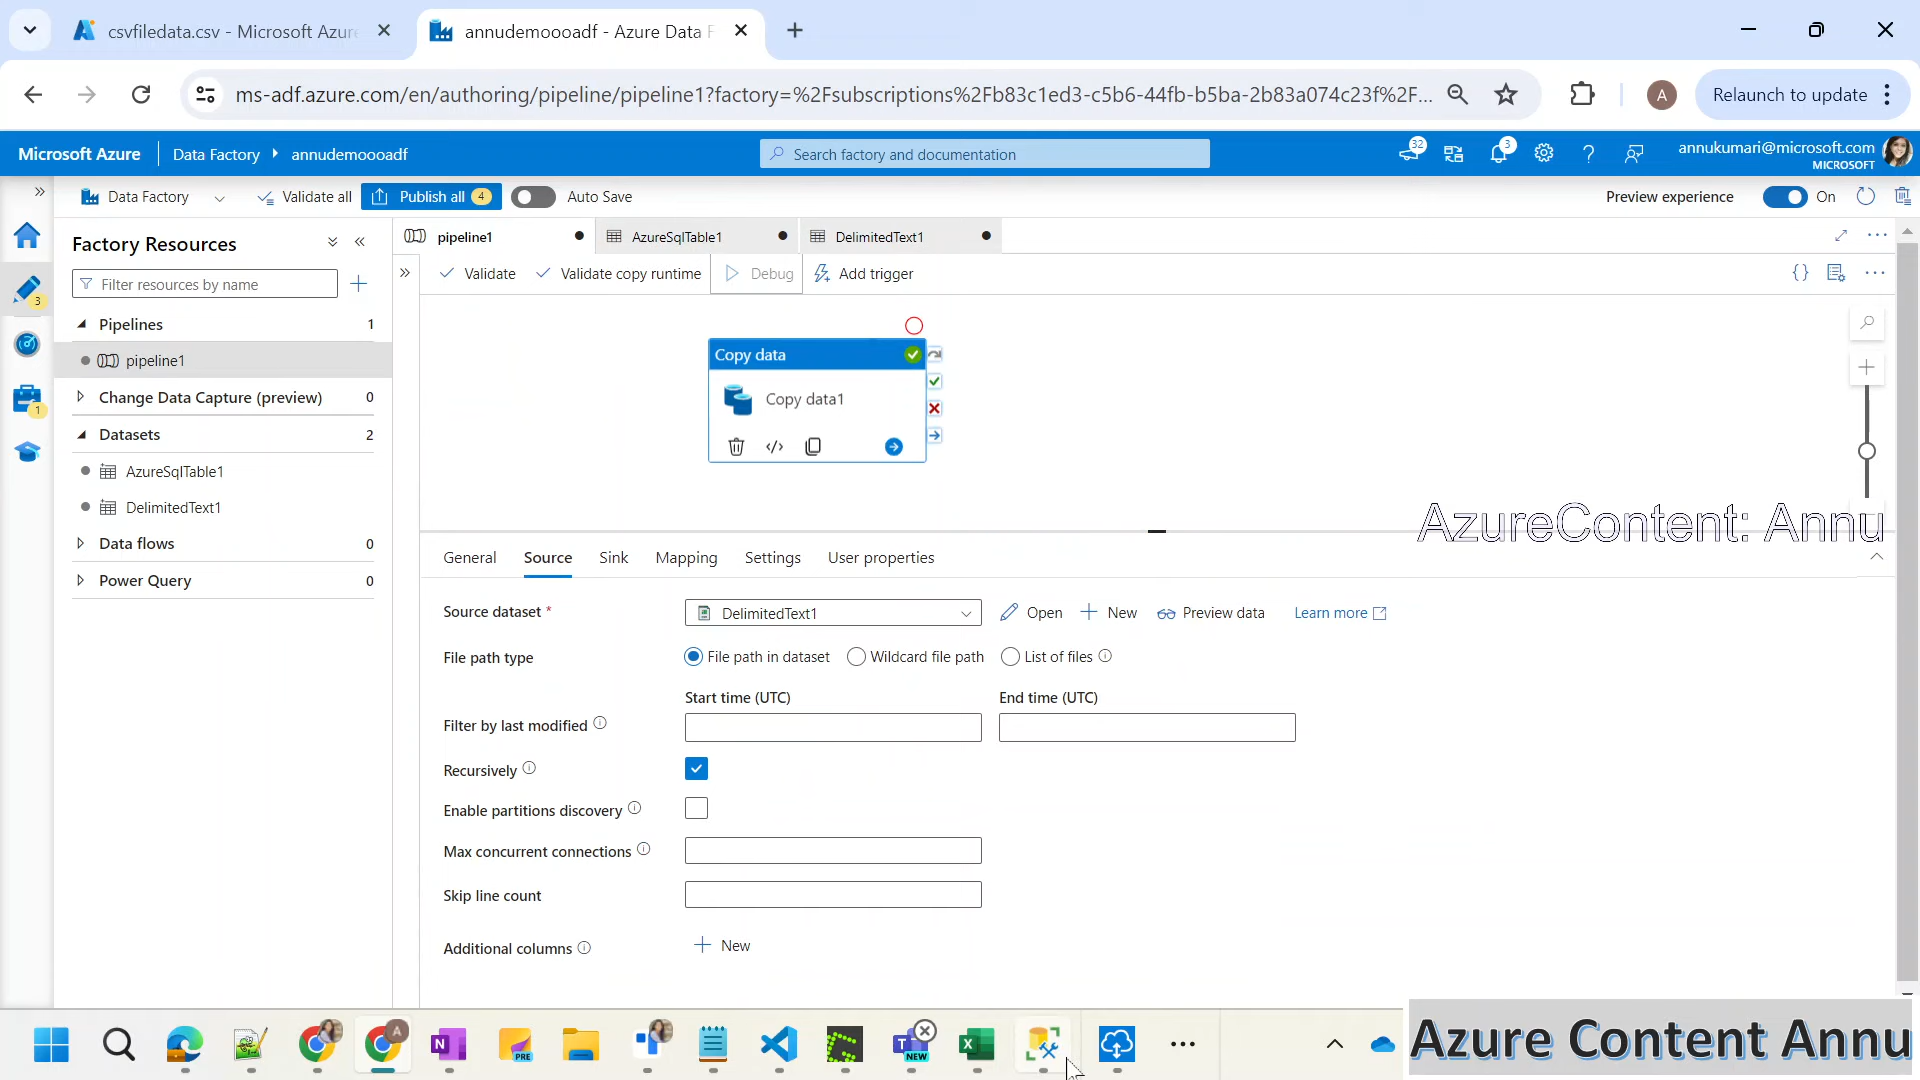 csvfiledata.csv - Microsoft Azure
annudemoooadf - Azure Data F
ms-adf.azure.com/en/authoring/pipeline/pipeline1?factory=%2Fsubscriptions%2Fb83c1ed3-c5b6-44fb-b5ba-2b83a074c23f%2F...
A
Relaunch to update
Microsoft Azure
Data Factory
annudemoooadf
Search factory and documentation
32
3
annukumari@microsoft.com
MICROSOFT
Data Factory
Validate all
Publish all 4
Auto Save
Preview experience
On
Factory Resources
pipeline1
AzureSqlTable1
DelimitedText1
Filter resources by name
Validate
Validate copy runtime
Debug
Add trigger
3
1
Pipelines 1
pipeline1
Change Data Capture (preview) 0
Datasets 2
AzureSqlTable1
DelimitedText1
Data flows 0
Power Query 0
Copy data
Copy data1
AzureContent: Annu
General
Source
Sink
Mapping
Settings
User properties
Source dataset *
DelimitedText1
Open
New
Preview data
Learn more
File path type
File path in dataset
Wildcard file path
List of files
Start time (UTC)
End time (UTC)
Filter by last modified
Recursively
Enable partitions discovery
Max concurrent connections
Skip line count
Additional columns
New
PRE
NEW
A
Azure Content Annu